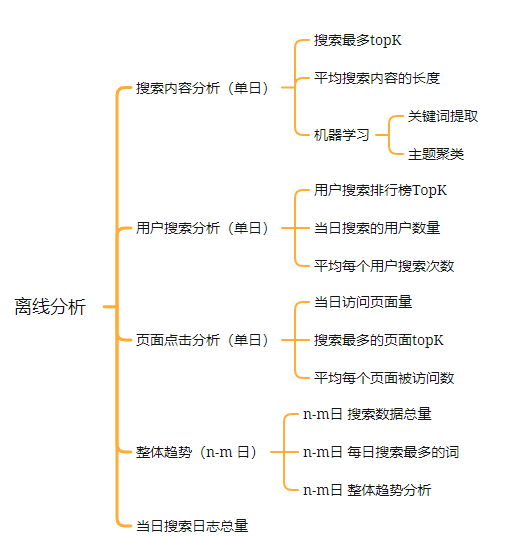 离线分析
搜索内容分析（单日）
搜索最多topK
平均搜索内容的长度
机器学习
关键词提取
主题聚类
用户搜索分析（单日）
用户搜索排行榜TopK
当日搜索的用户数量
平均每个用户搜索次数
页面点击分析（单日）
当日访问页面量
搜索最多的页面topK
平均每个页面被访问数
整体趋势（n-m 日）
n-m日 搜索数据总量
n-m日 每日搜索最多的词
n-m日 整体趋势分析
当日搜索日志总量